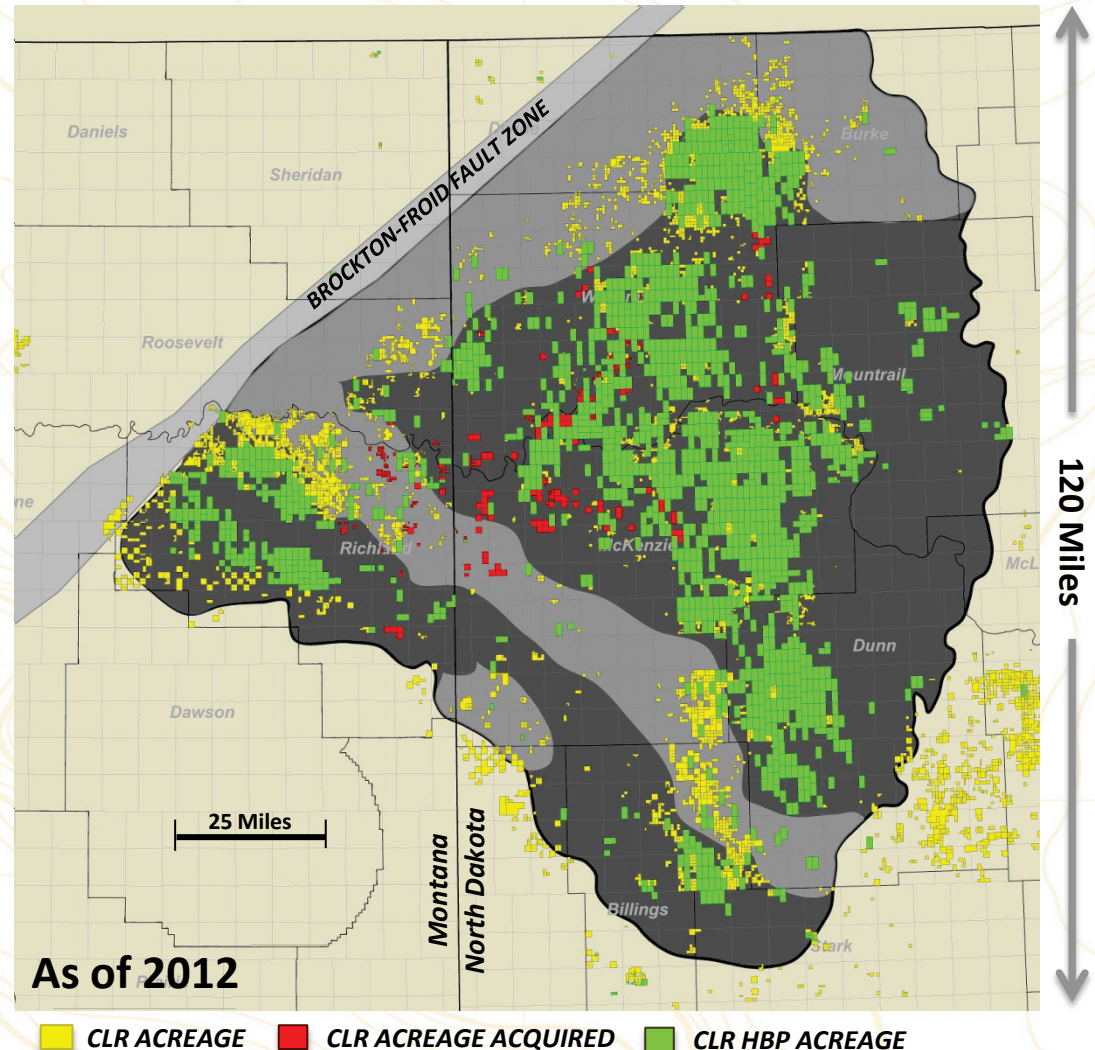 Daniels
Burke
Sheridan
BROCKTON-FROID FAULT ZONE
Roosevelt
Mountrail
120 Miles
Richland
McKenzie
McL
Dunn
Dawson
25 Miles
Montana
North Dakota
Billings
Stark
As of 2012
CLR ACREAGE
CLR ACREAGE ACQUIRED
CLR HBP ACREAGE